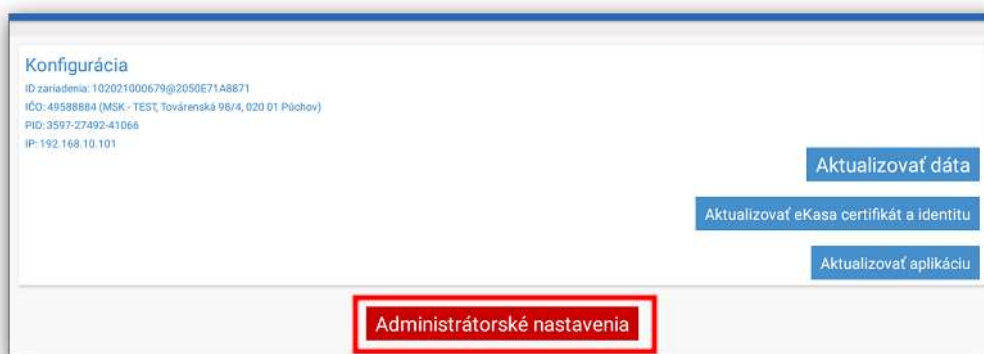 Konfigurácia
ID zariadenia: 102021000679@2050E71A8871
IČO: 49588884 (MSK - TEST, Továrenská 98/4, 020 01 Púchov)
PID: 3597-27492-41066
IP: 192.168.10.101
Aktualizovať dáta
Aktualizovať eKasa certifikát a identitu
Aktualizovať aplikáciu
Administrátorské nastavenia